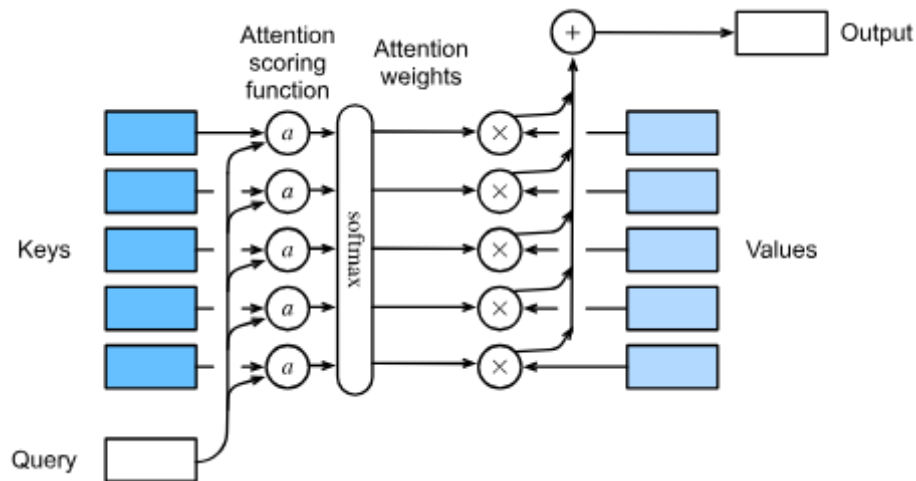 Attention
scoring
function
Attention
weights
+
Output
a
×
a
×
Keys
a
softmax
×
Values
a
×
a
×
Query